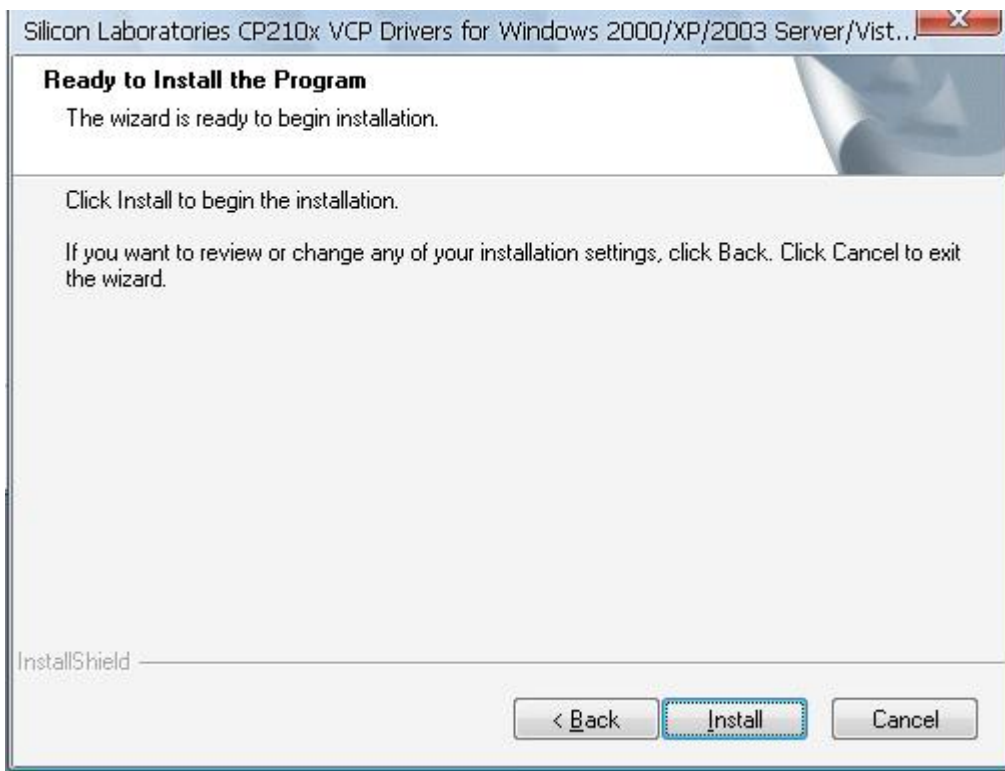 Silicon Laboratories CP210x VCP Drivers for Windows 2000/XP/2003 Server/Vist...
Ready to Install the Program
The wizard is ready to begin installation.
Click Install to begin the installation.
If you want to review or change any of your installation settings, click Back. Click Cancel to exit
the wizard.
InstallShield
< Back Install Cancel